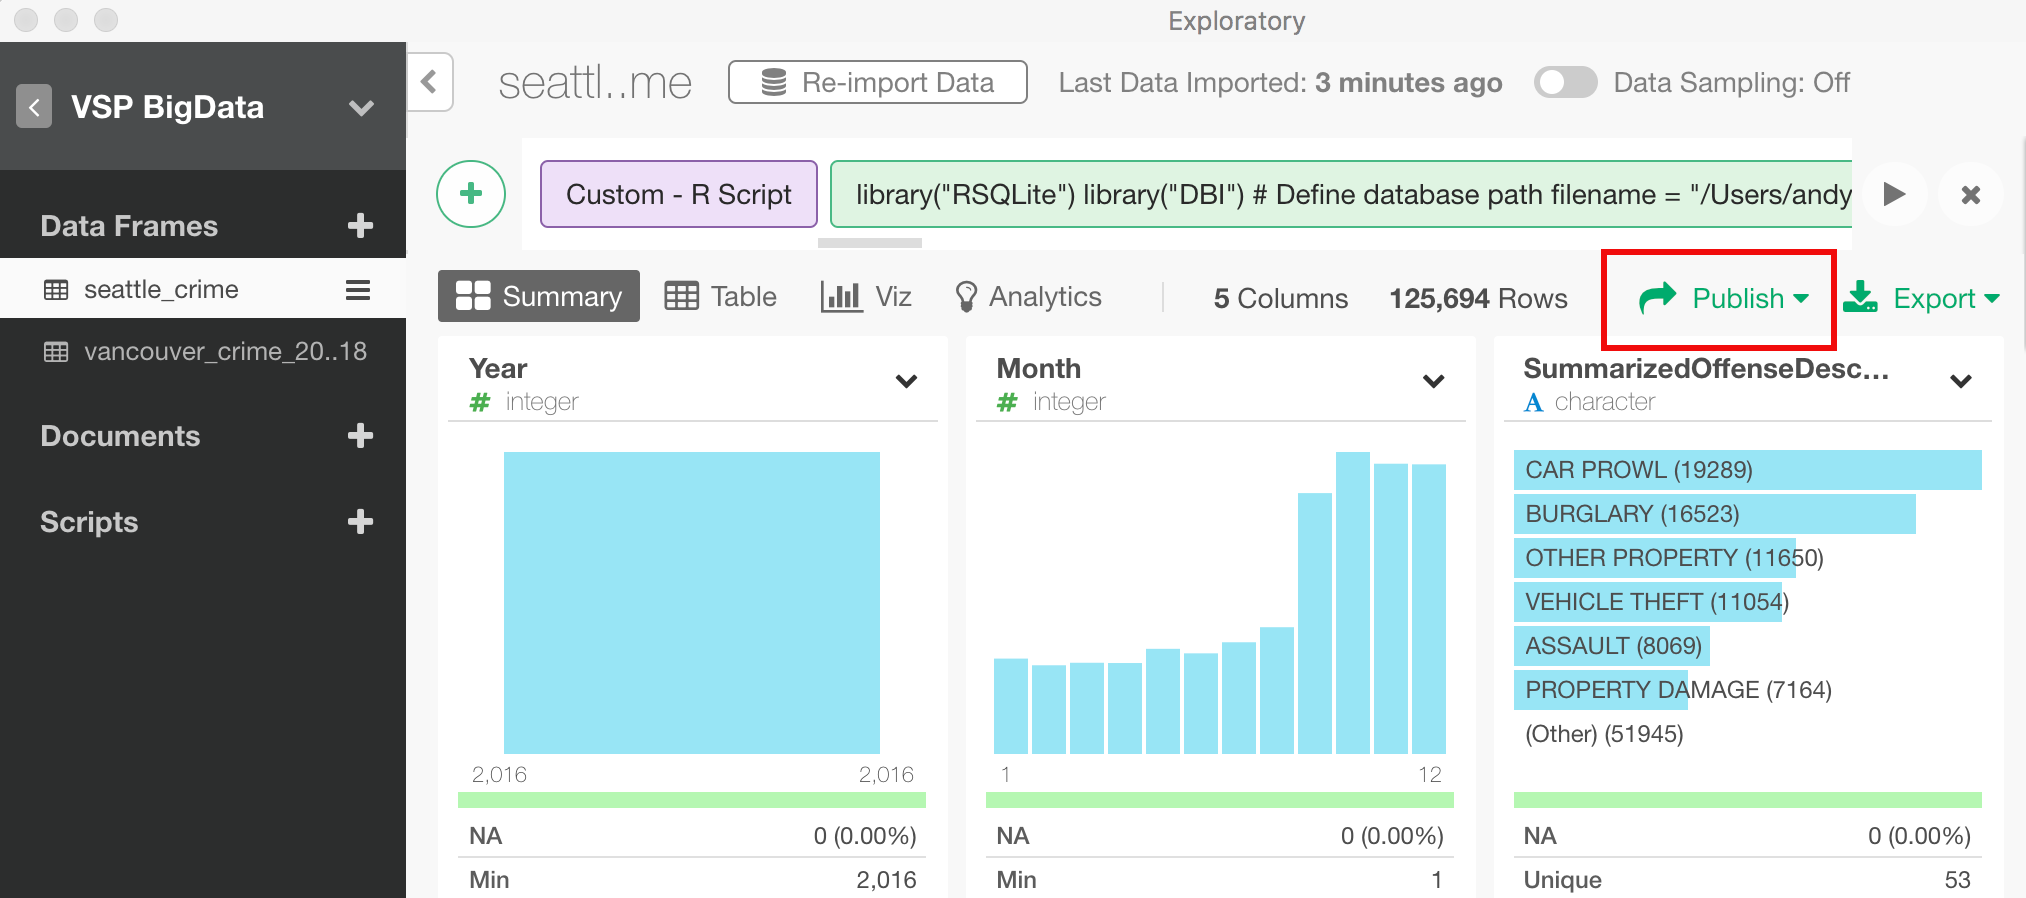 Exploratory
VSP BigData
seattl..me
Re-import Data
Last Data Imported: 3 minutes ago
Data Sampling: Off
Custom - R Script
library("RSQLite") library("DBI") # Define database path filename = "/Users/andy
Data Frames
seattle_crime
vancouver_crime_20..18
Documents
Scripts
Summary
Table
Viz
Analytics
5 Columns
125,694 Rows
Publish
Export
Year
# integer
2,016
2,016
NA 0 (0.00%)
Min 2,016
Month
# integer
1
12
NA 0 (0.00%)
Min 1
SummarizedOffenseDesc...
A character
CAR PROWL (19289)
BURGLARY (16523)
OTHER PROPERTY (11650)
VEHICLE THEFT (11054)
ASSAULT (8069)
PROPERTY DAMAGE (7164)
(Other) (51945)
NA 0 (0.00%)
Unique 53